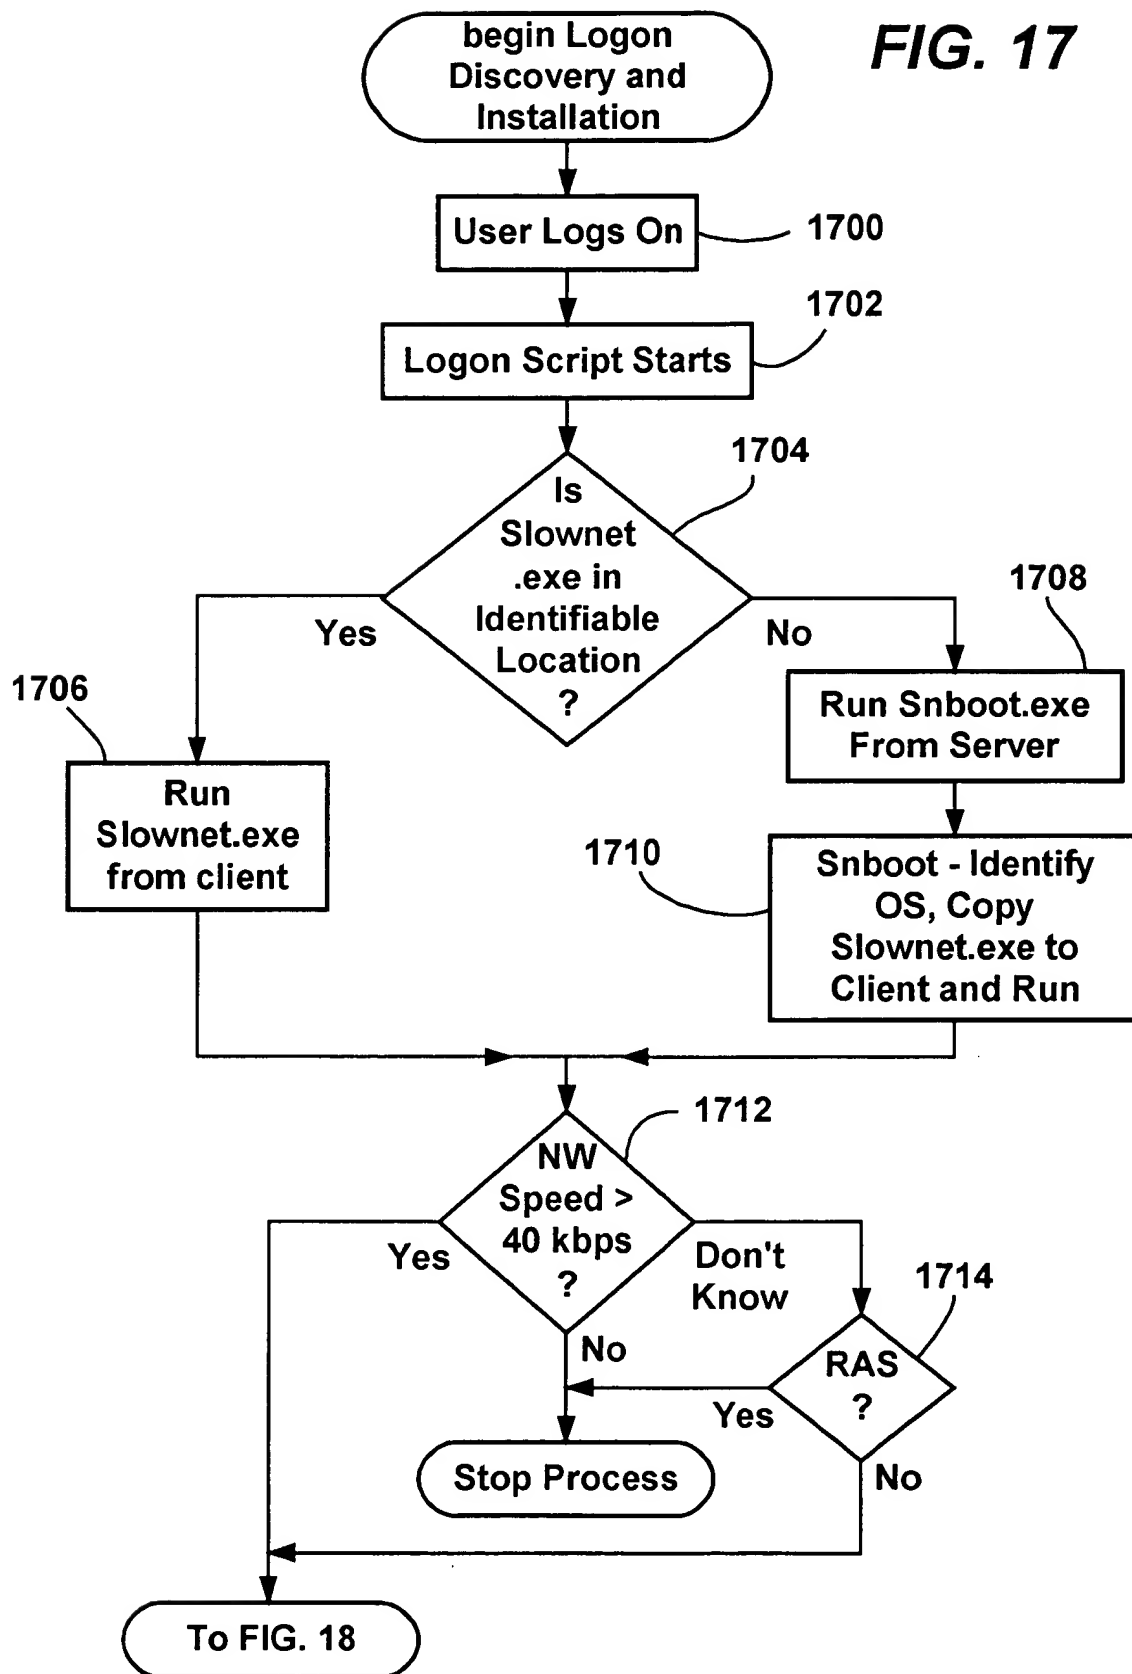 FIG. 17
begin Logon
Discovery and
Installation
User Logs On
1700
1702
Logon Script Starts
1704
Is
Slownet
.exe in
Identifiable
Location
?
Yes
No
1708
1706
Run Snboot.exe
From Server
Run
Slownet.exe
from client
1710
Snboot - Identify
OS, Copy
Slownet.exe to
Client and Run
1712
NW
Speed >
40 kbps
?
Yes
Don't
Know
1714
No
RAS
?
Yes
No
Stop Process
To FIG. 18